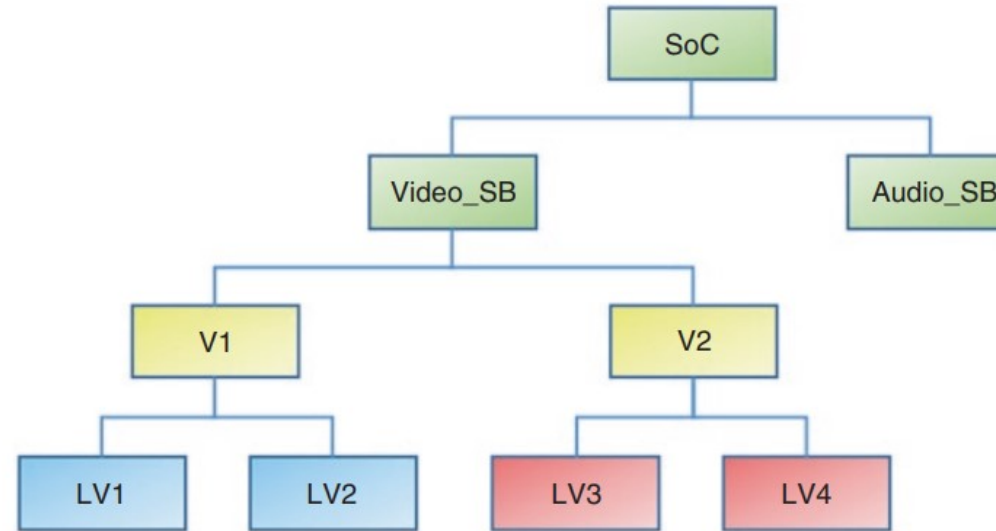 SoC
Video_SB
Audio_SB
V1
V2
LV1
LV2
LV3
LV4